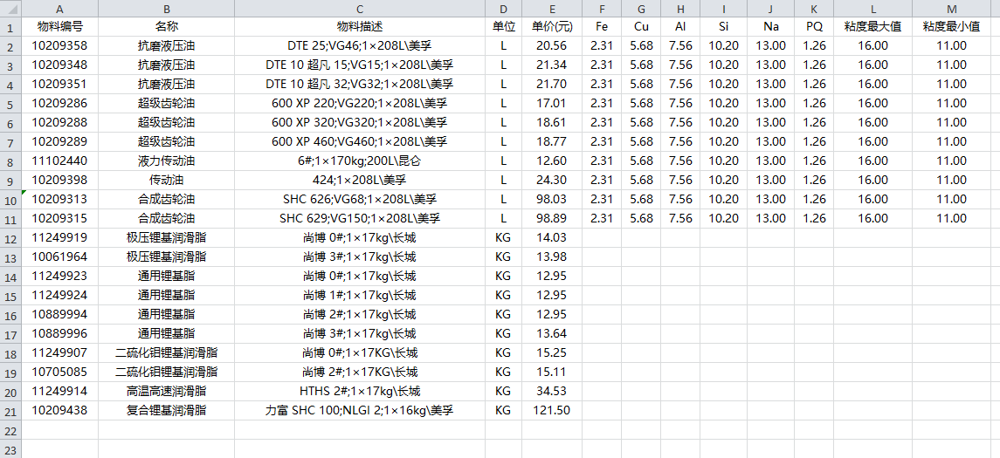 A B C D E F G H I J K L M
1 物料编号 名称 物料描述 单位 单价(元) Fe Cu Al Si Na PQ 粘度最大值 粘度最小值
2 10209358 抗磨液压油 DTE 25;VG46;1×208L\美孚 L 20.56 2.31 5.68 7.56 10.20 13.00 1.26 16.00 11.00
3 10209348 抗磨液压油 DTE 10 超凡 15;VG15;1×208L\美孚 L 21.34 2.31 5.68 7.56 10.20 13.00 1.26 16.00 11.00
4 10209351 抗磨液压油 DTE 10 超凡 32;VG32;1×208L\美孚 L 21.70 2.31 5.68 7.56 10.20 13.00 1.26 16.00 11.00
5 10209286 超级齿轮油 600 XP 220;VG220;1×208L\美孚 L 17.01 2.31 5.68 7.56 10.20 13.00 1.26 16.00 11.00
6 10209288 超级齿轮油 600 XP 320;VG320;1×208L\美孚 L 18.61 2.31 5.68 7.56 10.20 13.00 1.26 16.00 11.00
7 10209289 超级齿轮油 600 XP 460;VG460;1×208L\美孚 L 18.77 2.31 5.68 7.56 10.20 13.00 1.26 16.00 11.00
8 11102440 液力传动油 6#;1×170kg;200L\昆仑 L 12.60 2.31 5.68 7.56 10.20 13.00 1.26 16.00 11.00
9 10209398 传动油 424;1×208L\美孚 L 24.30 2.31 5.68 7.56 10.20 13.00 1.26 16.00 11.00
10 10209313 合成齿轮油 SHC 626;VG68;1×208L\美孚 L 98.03 2.31 5.68 7.56 10.20 13.00 1.26 16.00 11.00
11 10209315 合成齿轮油 SHC 629;VG150;1×208L\美孚 L 98.89 2.31 5.68 7.56 10.20 13.00 1.26 16.00 11.00
12 11249919 极压锂基润滑脂 尚博 0#;1×17kg\长城 KG 14.03
13 10061964 极压锂基润滑脂 尚博 3#;1×17kg\长城 KG 13.98
14 11249923 通用锂基脂 尚博 0#;1×17kg\长城 KG 12.95
15 11249924 通用锂基脂 尚博 1#;1×17kg\长城 KG 12.95
16 10889994 通用锂基脂 尚博 2#;1×17kg\长城 KG 12.95
17 10889996 通用锂基脂 尚博 3#;1×17kg\长城 KG 13.64
18 11249907 二硫化钼锂基润滑脂 尚博 0#;1×17KG\长城 KG 15.25
19 10705085 二硫化钼锂基润滑脂 尚博 2#;1×17KG\长城 KG 15.11
20 11249914 高温高速润滑脂 HTHS 2#;1×17kg\长城 KG 34.53
21 10209438 复合锂基润滑脂 力富 SHC 100;NLGI 2;1×16kg\美孚 KG 121.50
22
23